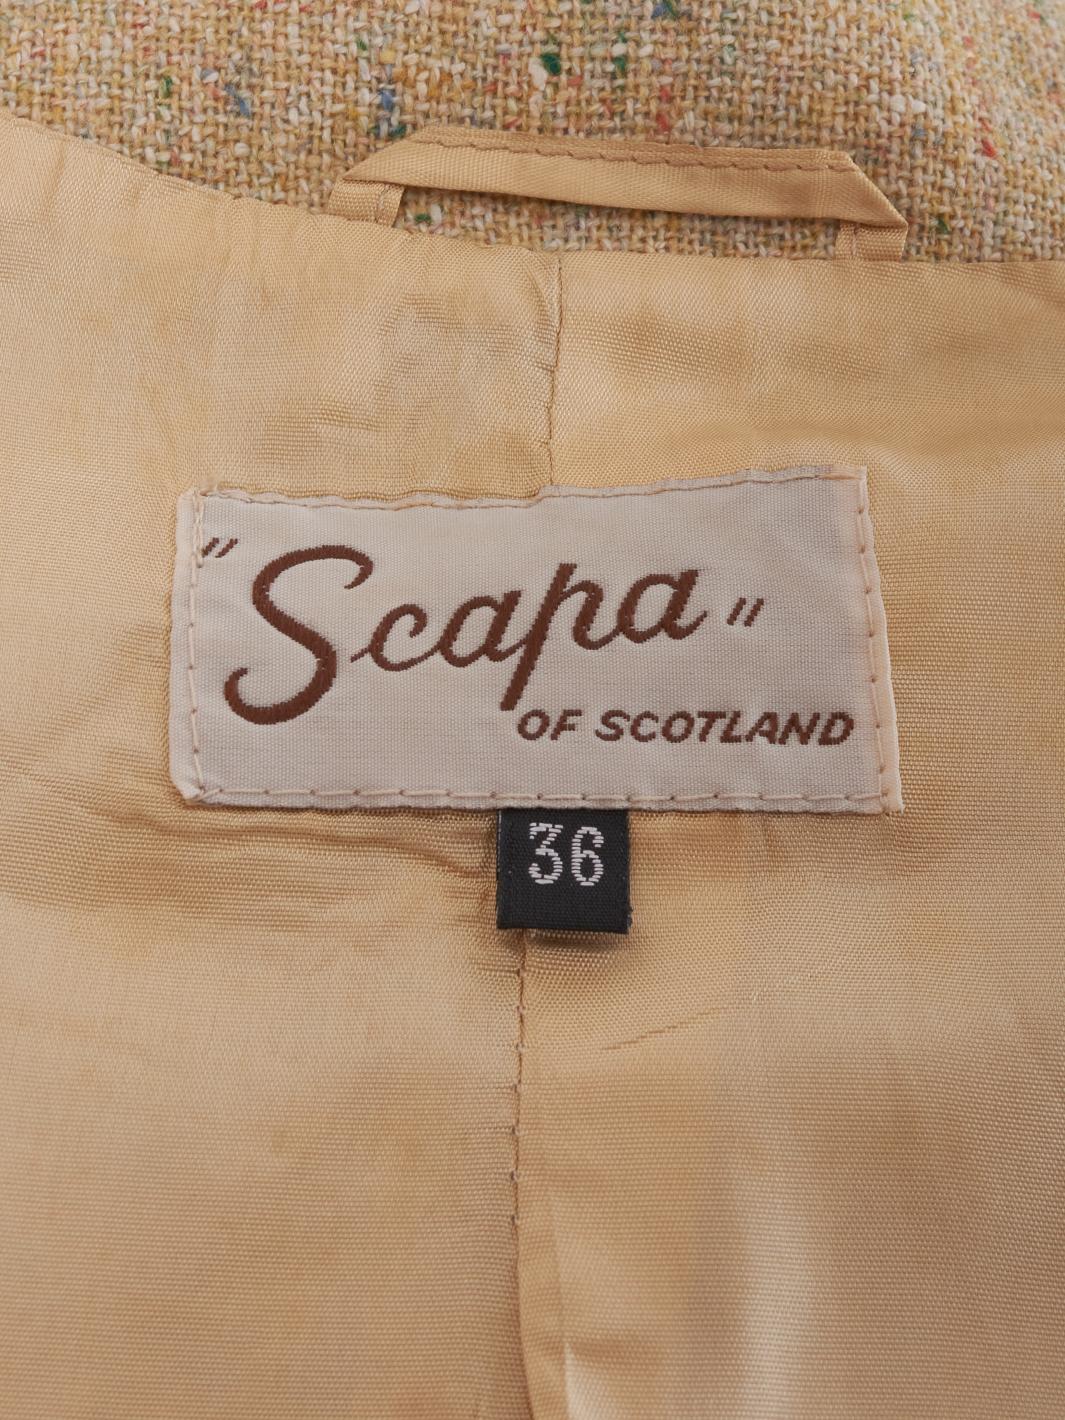 "Scapa"
OF SCOTLAND
36